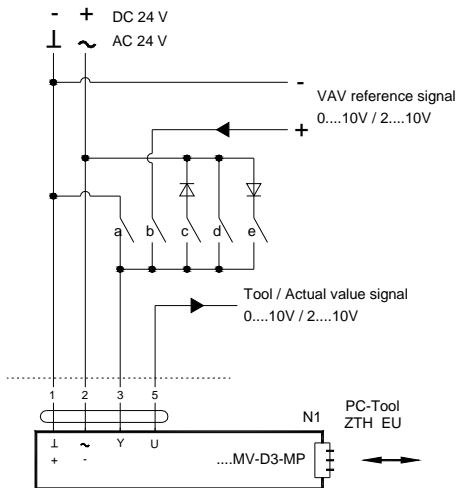 - + DC 24 V
⊥ ~ AC 24 V
-
VAV reference signal
0....10V / 2....10V
+
a b c d e
Tool / Actual value signal
0....10V / 2....10V
1 2 3 5
N1
PC-Tool
ZTH EU
⊥ ~ Y U
+ -
....MV-D3-MP